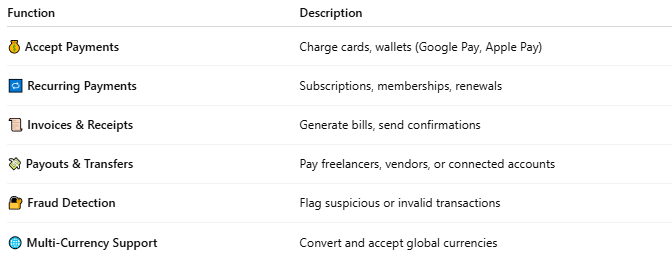 Function Description
💰 Accept Payments Charge cards, wallets (Google Pay, Apple Pay)
🔁 Recurring Payments Subscriptions, memberships, renewals
📜 Invoices & Receipts Generate bills, send confirmations
💸 Payouts & Transfers Pay freelancers, vendors, or connected accounts
🔐 Fraud Detection Flag suspicious or invalid transactions
🌐 Multi-Currency Support Convert and accept global currencies